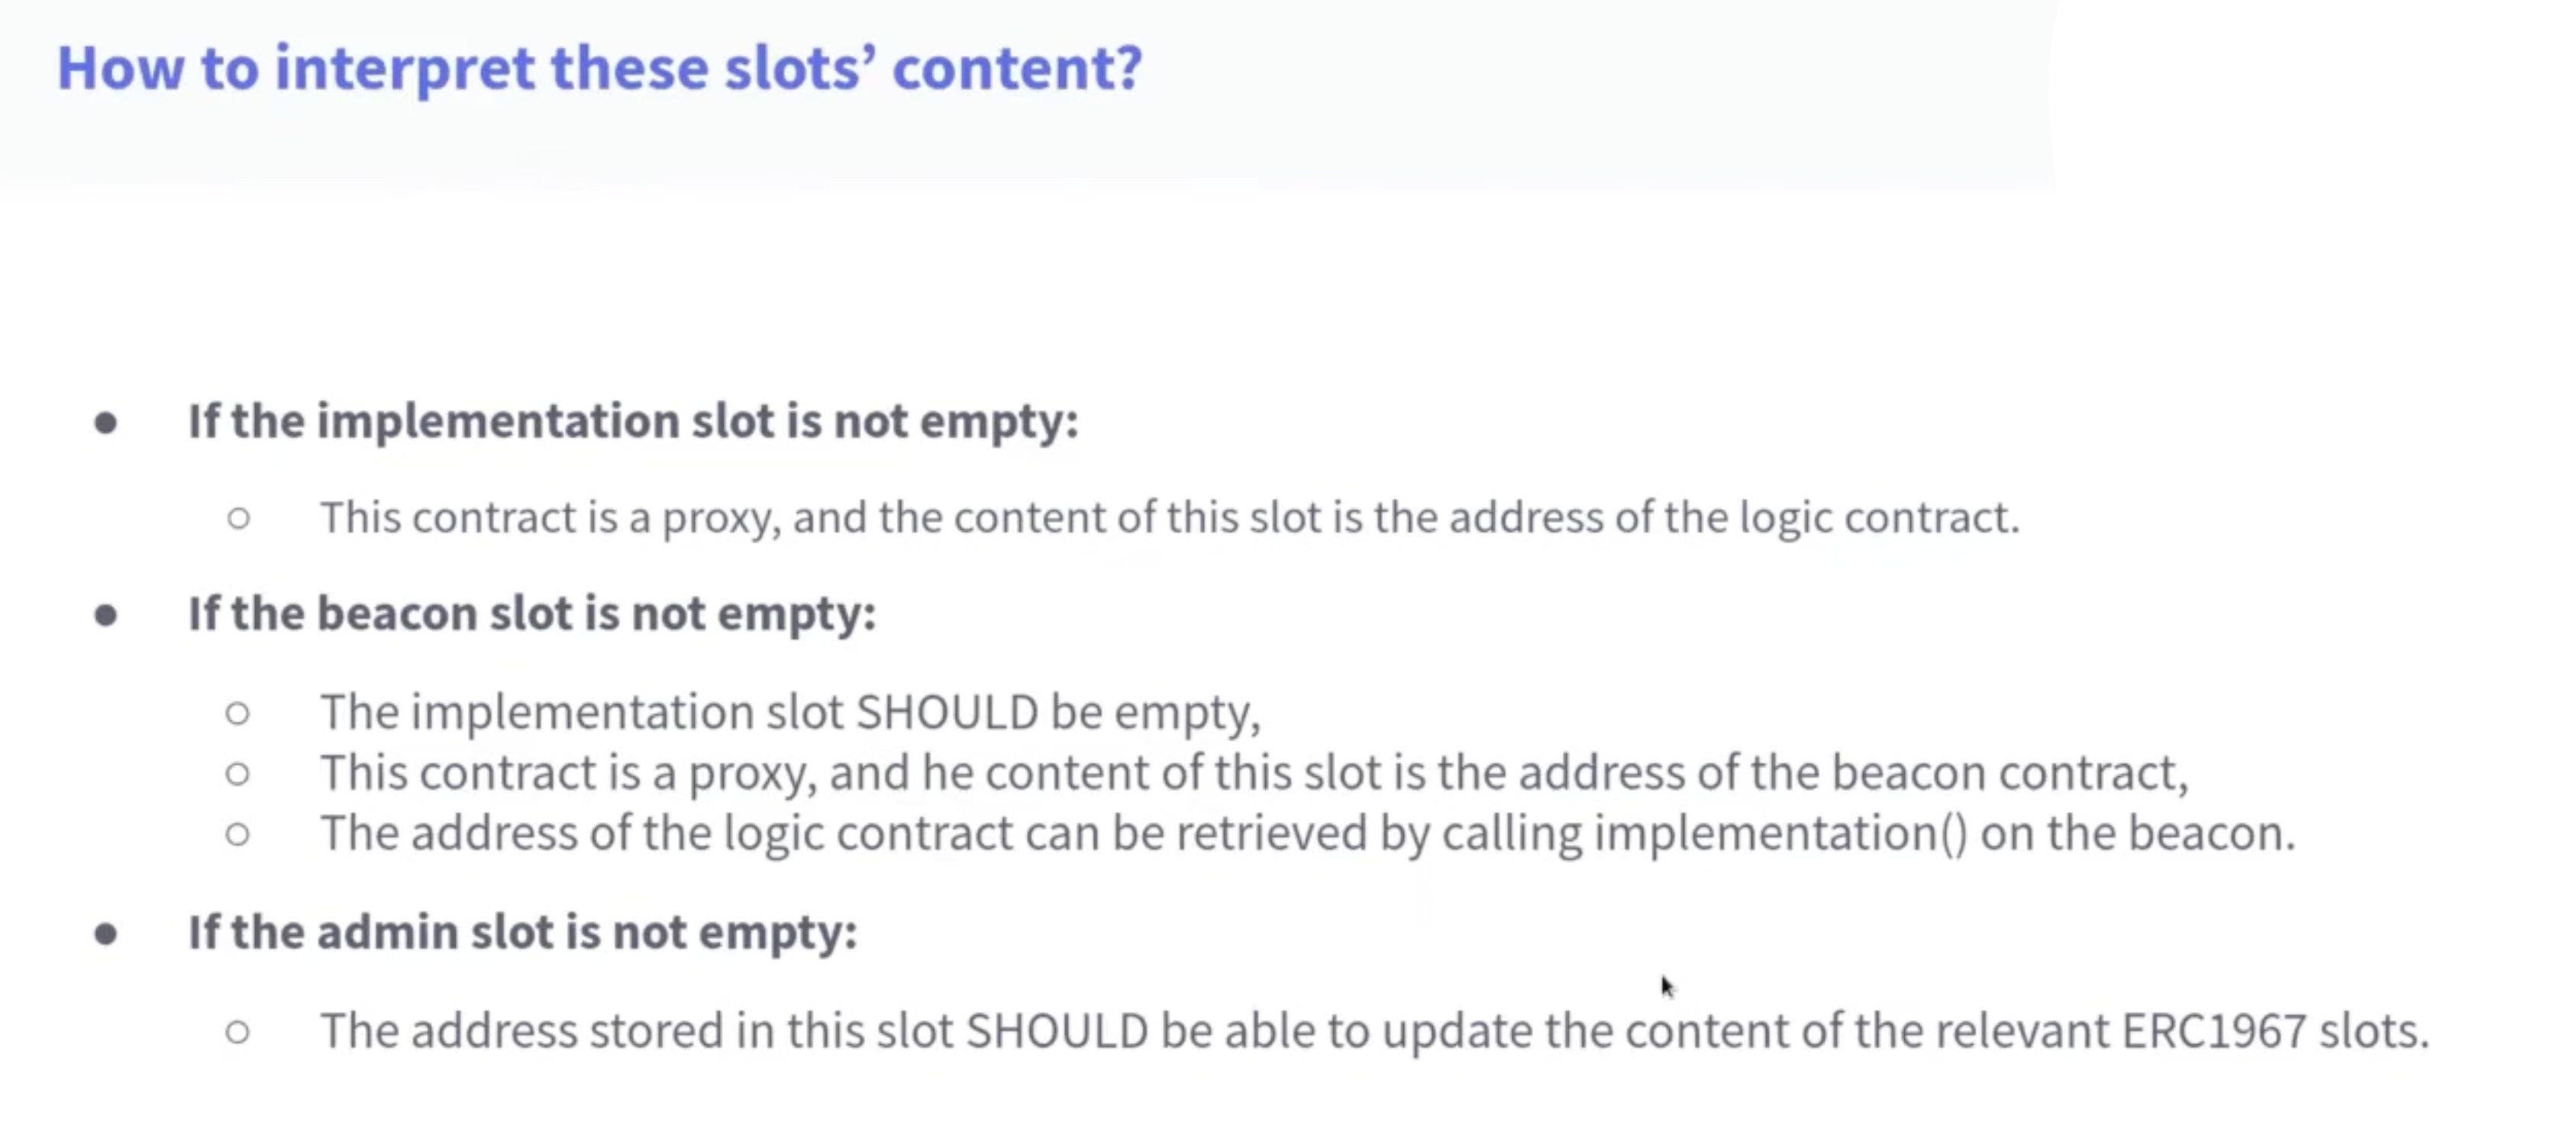 How to interpret these slots’ content?
● If the implementation slot is not empty:
○ This contract is a proxy, and the content of this slot is the address of the logic contract.
● If the beacon slot is not empty:
○ The implementation slot SHOULD be empty,
○ This contract is a proxy, and he content of this slot is the address of the beacon contract,
○ The address of the logic contract can be retrieved by calling implementation() on the beacon.
● If the admin slot is not empty:
○ The address stored in this slot SHOULD be able to update the content of the relevant ERC1967 slots.